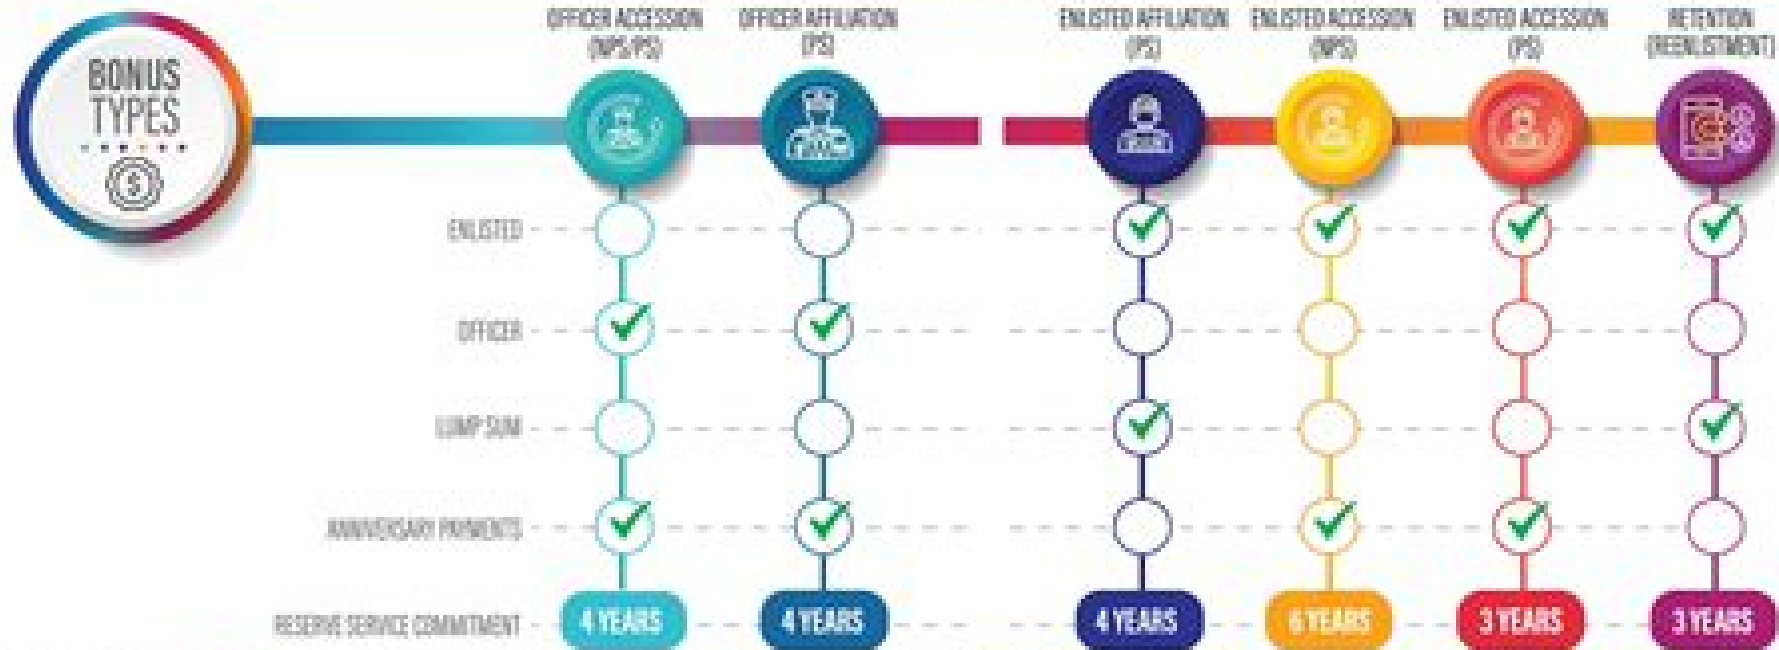 BONUS
TYPES
$
OFFICER ACCESSION
(NPS/PS)
OFFICER AFFILIATION
(PS)
ENLISTED AFFILIATION
(PS)
ENLISTED ACCESSION
(NPS)
ENLISTED ACCESSION
(PS)
RETENTION
(REENLISTMENT)
ENLISTED
OFFICER
LUMP SUM
ANNIVERSARY PAYMENTS
RESERVE SERVICE COMMITMENT
4 YEARS
4 YEARS
4 YEARS
6 YEARS
3 YEARS
3 YEARS